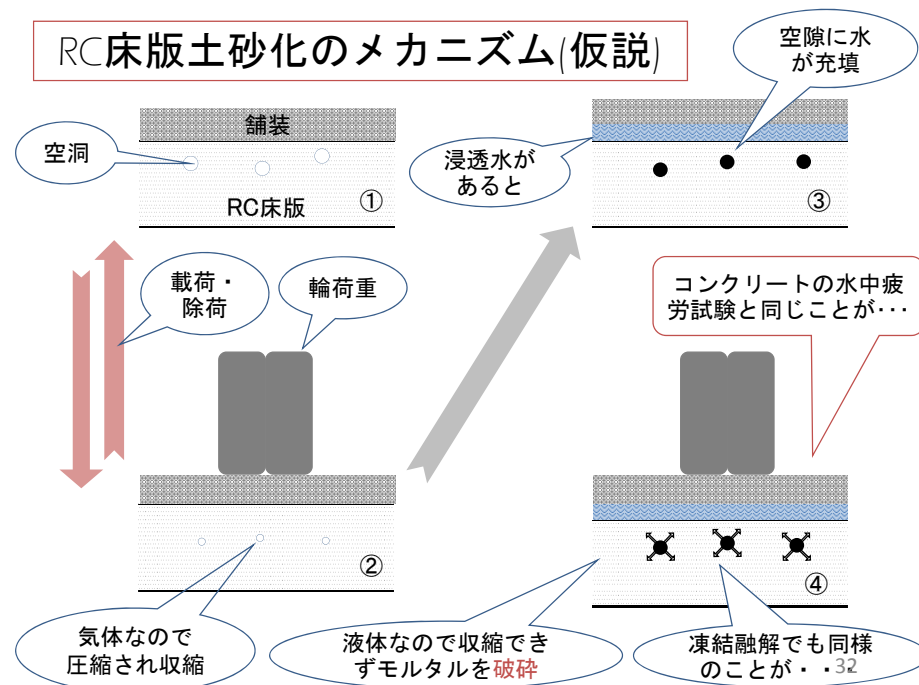 RC床版土砂化のメカニズム(仮説)
空隙に水
が充填
舗装
空洞
RC床版
①
浸透水が
あると
③
載荷・
除荷
輪荷重
コンクリートの水中疲
労試験と同じことが・・・
②
④
気体なので
圧縮され収縮
液体なので収縮でき
ずモルタルを破砕
凍結融解でも同様
のことが・・・
32